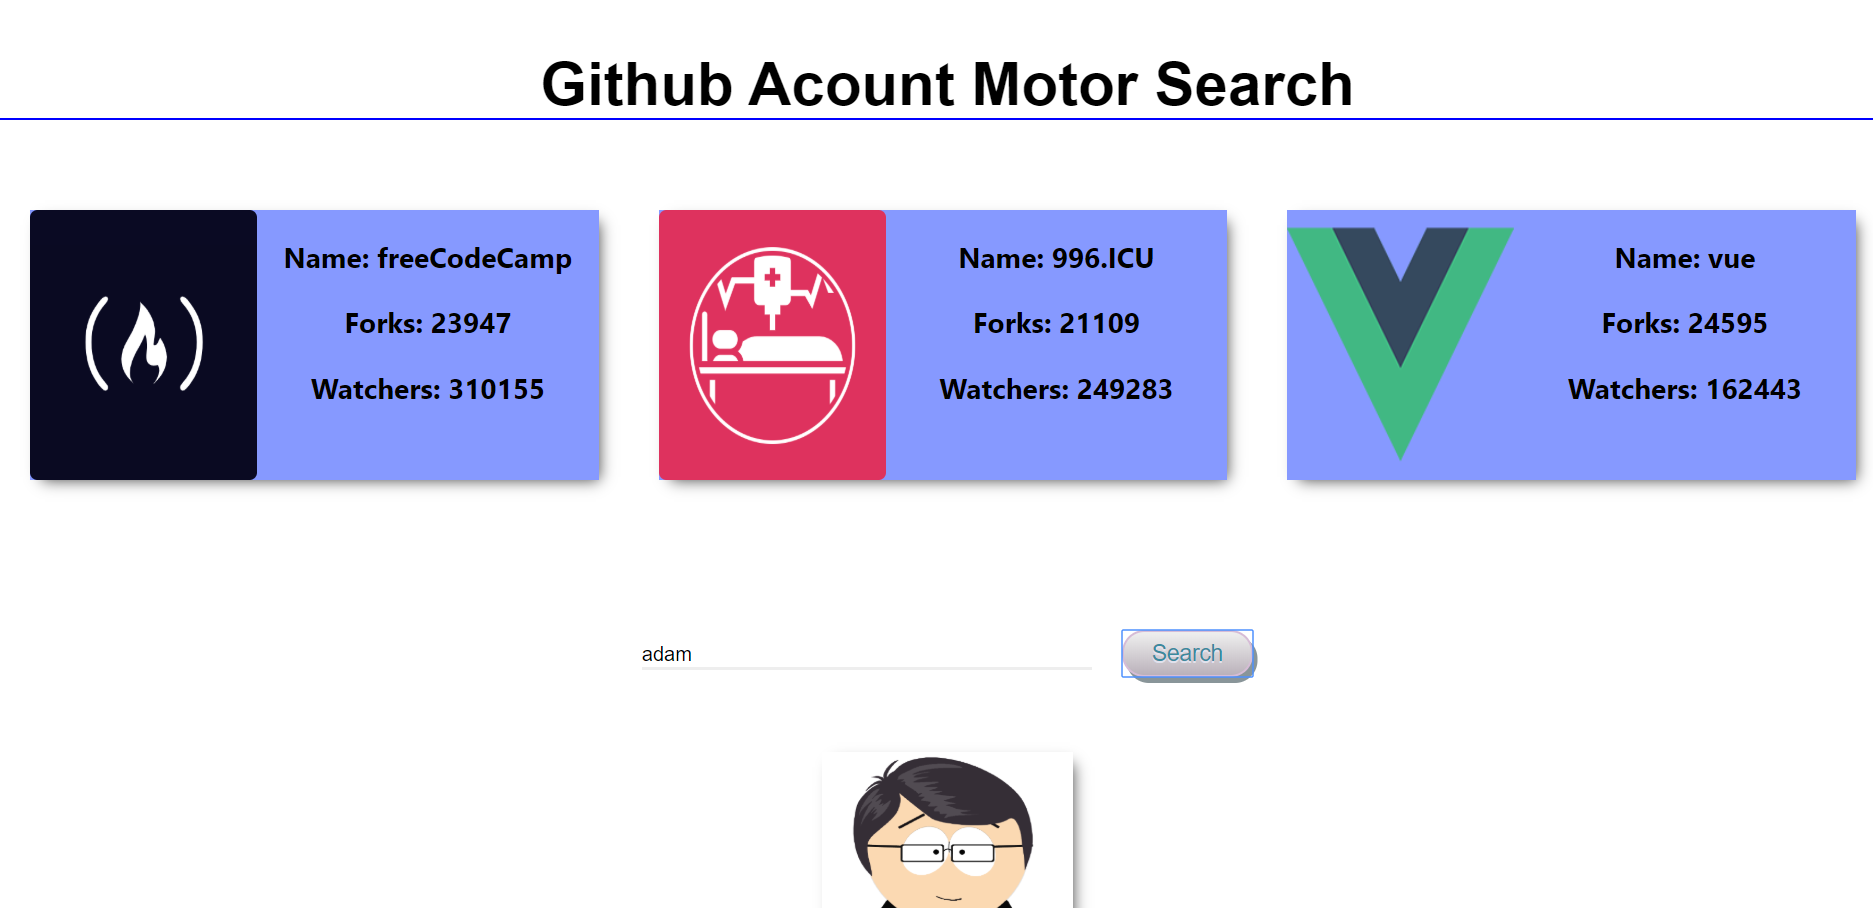 Github Acount Motor Search
Name: freeCodeCamp
Forks: 23947
Watchers: 310155
Name: 996.ICU
Forks: 21109
Watchers: 249283
Name: vue
Forks: 24595
Watchers: 162443
adam
Search